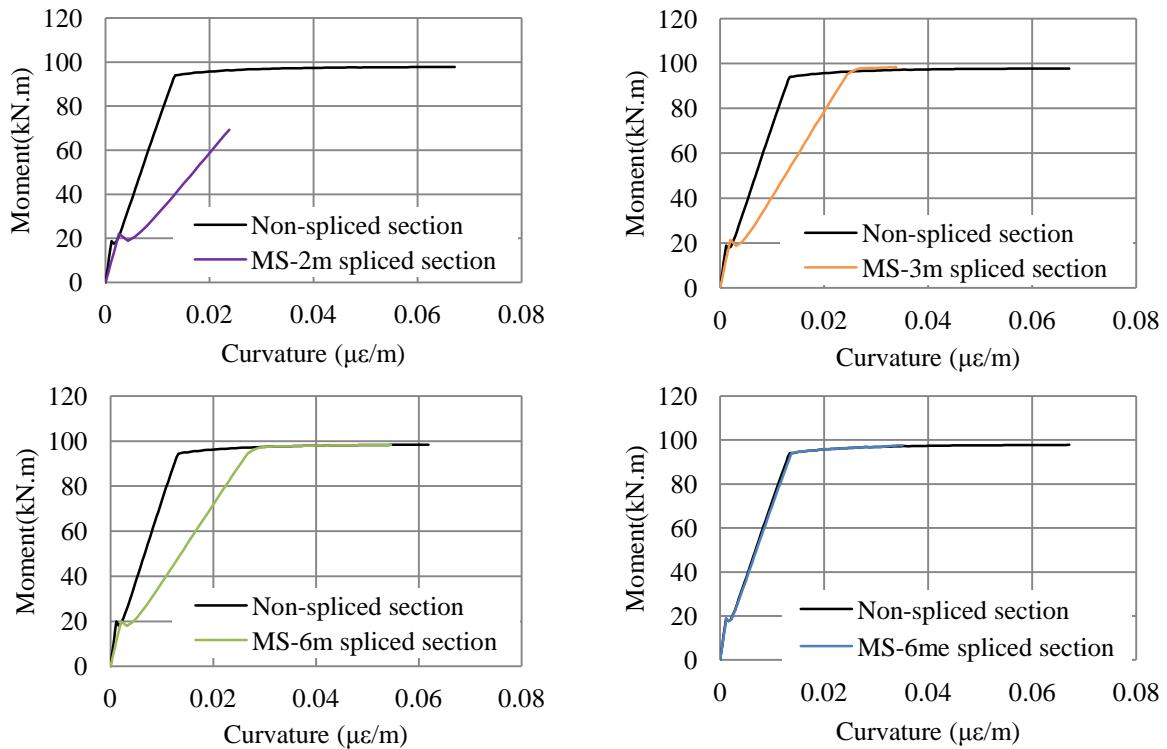 Moment(kN.m)
120
100
80
60
40
20
0
Non-spliced section
MS-2m spliced section
0 0.02 0.04 0.06 0.08
Curvature (με/m)
Moment(kN.m)
120
100
80
60
40
20
0
Non-spliced section
MS-3m spliced section
0 0.02 0.04 0.06 0.08
Curvature (με/m)
Moment(kN.m)
120
100
80
60
40
20
0
Non-spliced section
MS-6m spliced section
0 0.02 0.04 0.06 0.08
Curvature (με/m)
Moment(kN.m)
120
100
80
60
40
20
0
Non-spliced section
MS-6me spliced section
0 0.02 0.04 0.06 0.08
Curvature (με/m)